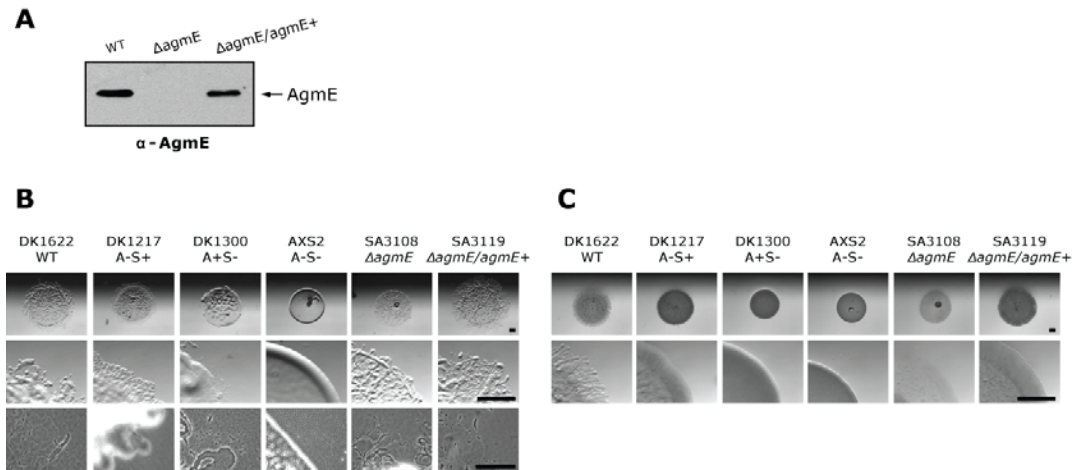 A
WT ΔagmE ΔagmE/agmE+
AgmE
α-AgmE
B
DK1622 DK1217 DK1300 AXS2 SA3108 SA3119
WT A-S+ A+S- A-S- ΔagmE ΔagmE/agmE+
C
DK1622 DK1217 DK1300 AXS2 SA3108 SA3119
WT A-S+ A+S- A-S- ΔagmE ΔagmE/agmE+